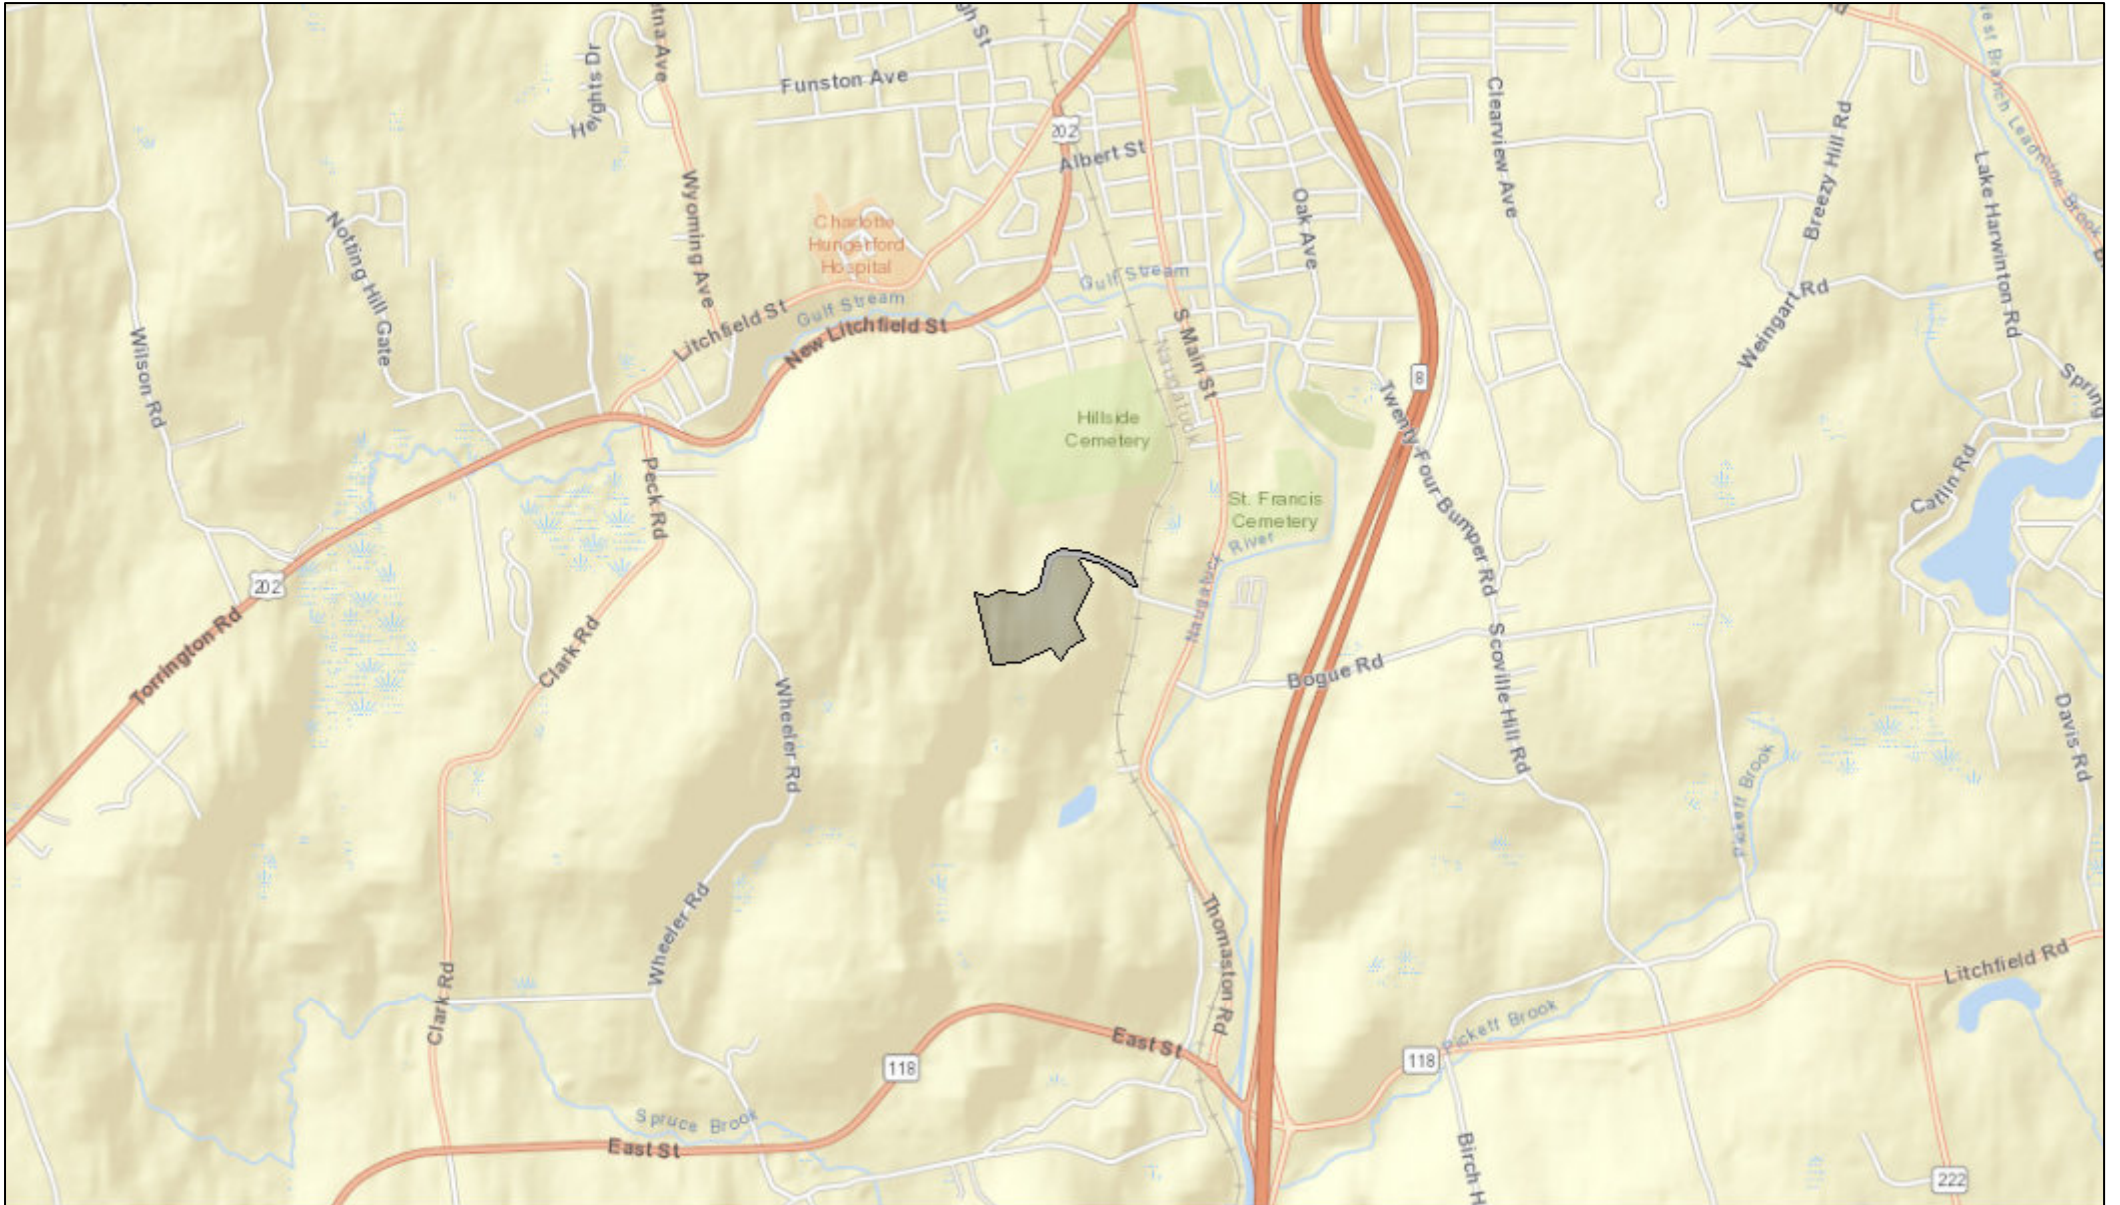 Heights Dr
Funston Ave
202
Albert St
Wyoming Ave
Charlotte
Hungerford
Hospital
Notting Hill Gate
Oak Ave
Clearview Ave
Breezy Hill Rd
Lake Harwinton Rd
Gulf Stream
Gulf Stream
Litchfield St
New Litchfield St
S Main St
Naugatuck
Weingart Rd
Wilson Rd
8
Hillside
Cemetery
Twenty Four Bumper Rd
Spring
Peck Rd
St. Francis
Cemetery
Catlin Rd
Naugatuck River
202
Torrington Rd
Clark Rd
Wheeler Rd
Bogue Rd
Scoville Hill Rd
Davis Rd
Wheeler Rd
Thomaston Rd
Clark Rd
Litchfield Rd
East St
118
118
Pickett Brook
Spruce Brook
East St
Birch H
222